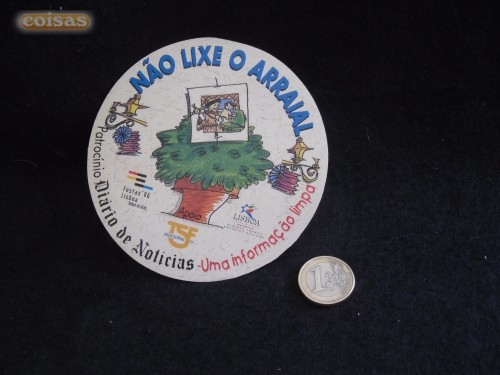 coisas
NÃO LIXE O ARRAIAL
Patrocínio Diário de Notícias - Uma informação limpa
FESTAS'96
LISBOA
Apoio
TSF
LISBOA
1
EURO